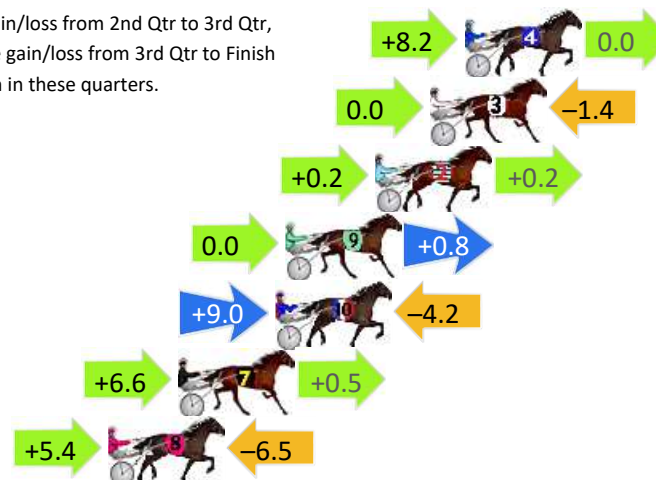 in/loss from 2nd Qtr to 3rd Qtr,
gain/loss from 3rd Qtr to Finish
in these quarters.
+8.2 4 0.0
0.0 3 –1.4
+0.2 2 +0.2
0.0 9 +0.8
+9.0 10 –4.2
+6.6 7 +0.5
+5.4 8 –6.5